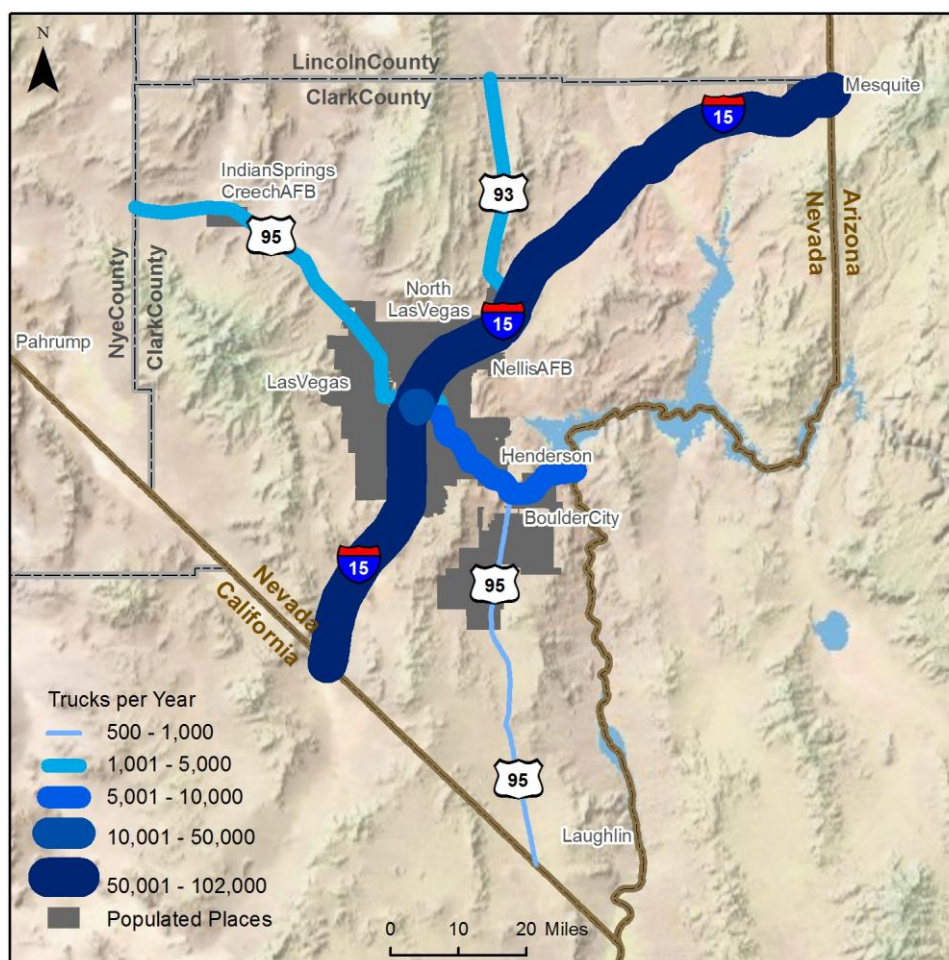 N
LincolnCounty
ClarkCounty
Mesquite
15
IndianSprings
CreechAFB
93
95
Arizona
Nevada
NyeCounty
ClarkCounty
North
LasVegas
15
Pahrump
LasVegas
NellisAFB
Henderson
BoulderCity
15
95
Nevada
California
95
Laughlin
Trucks per Year
500 - 1,000
1,001 - 5,000
5,001 - 10,000
10,001 - 50,000
50,001 - 102,000
Populated Places
0 10 20 Miles